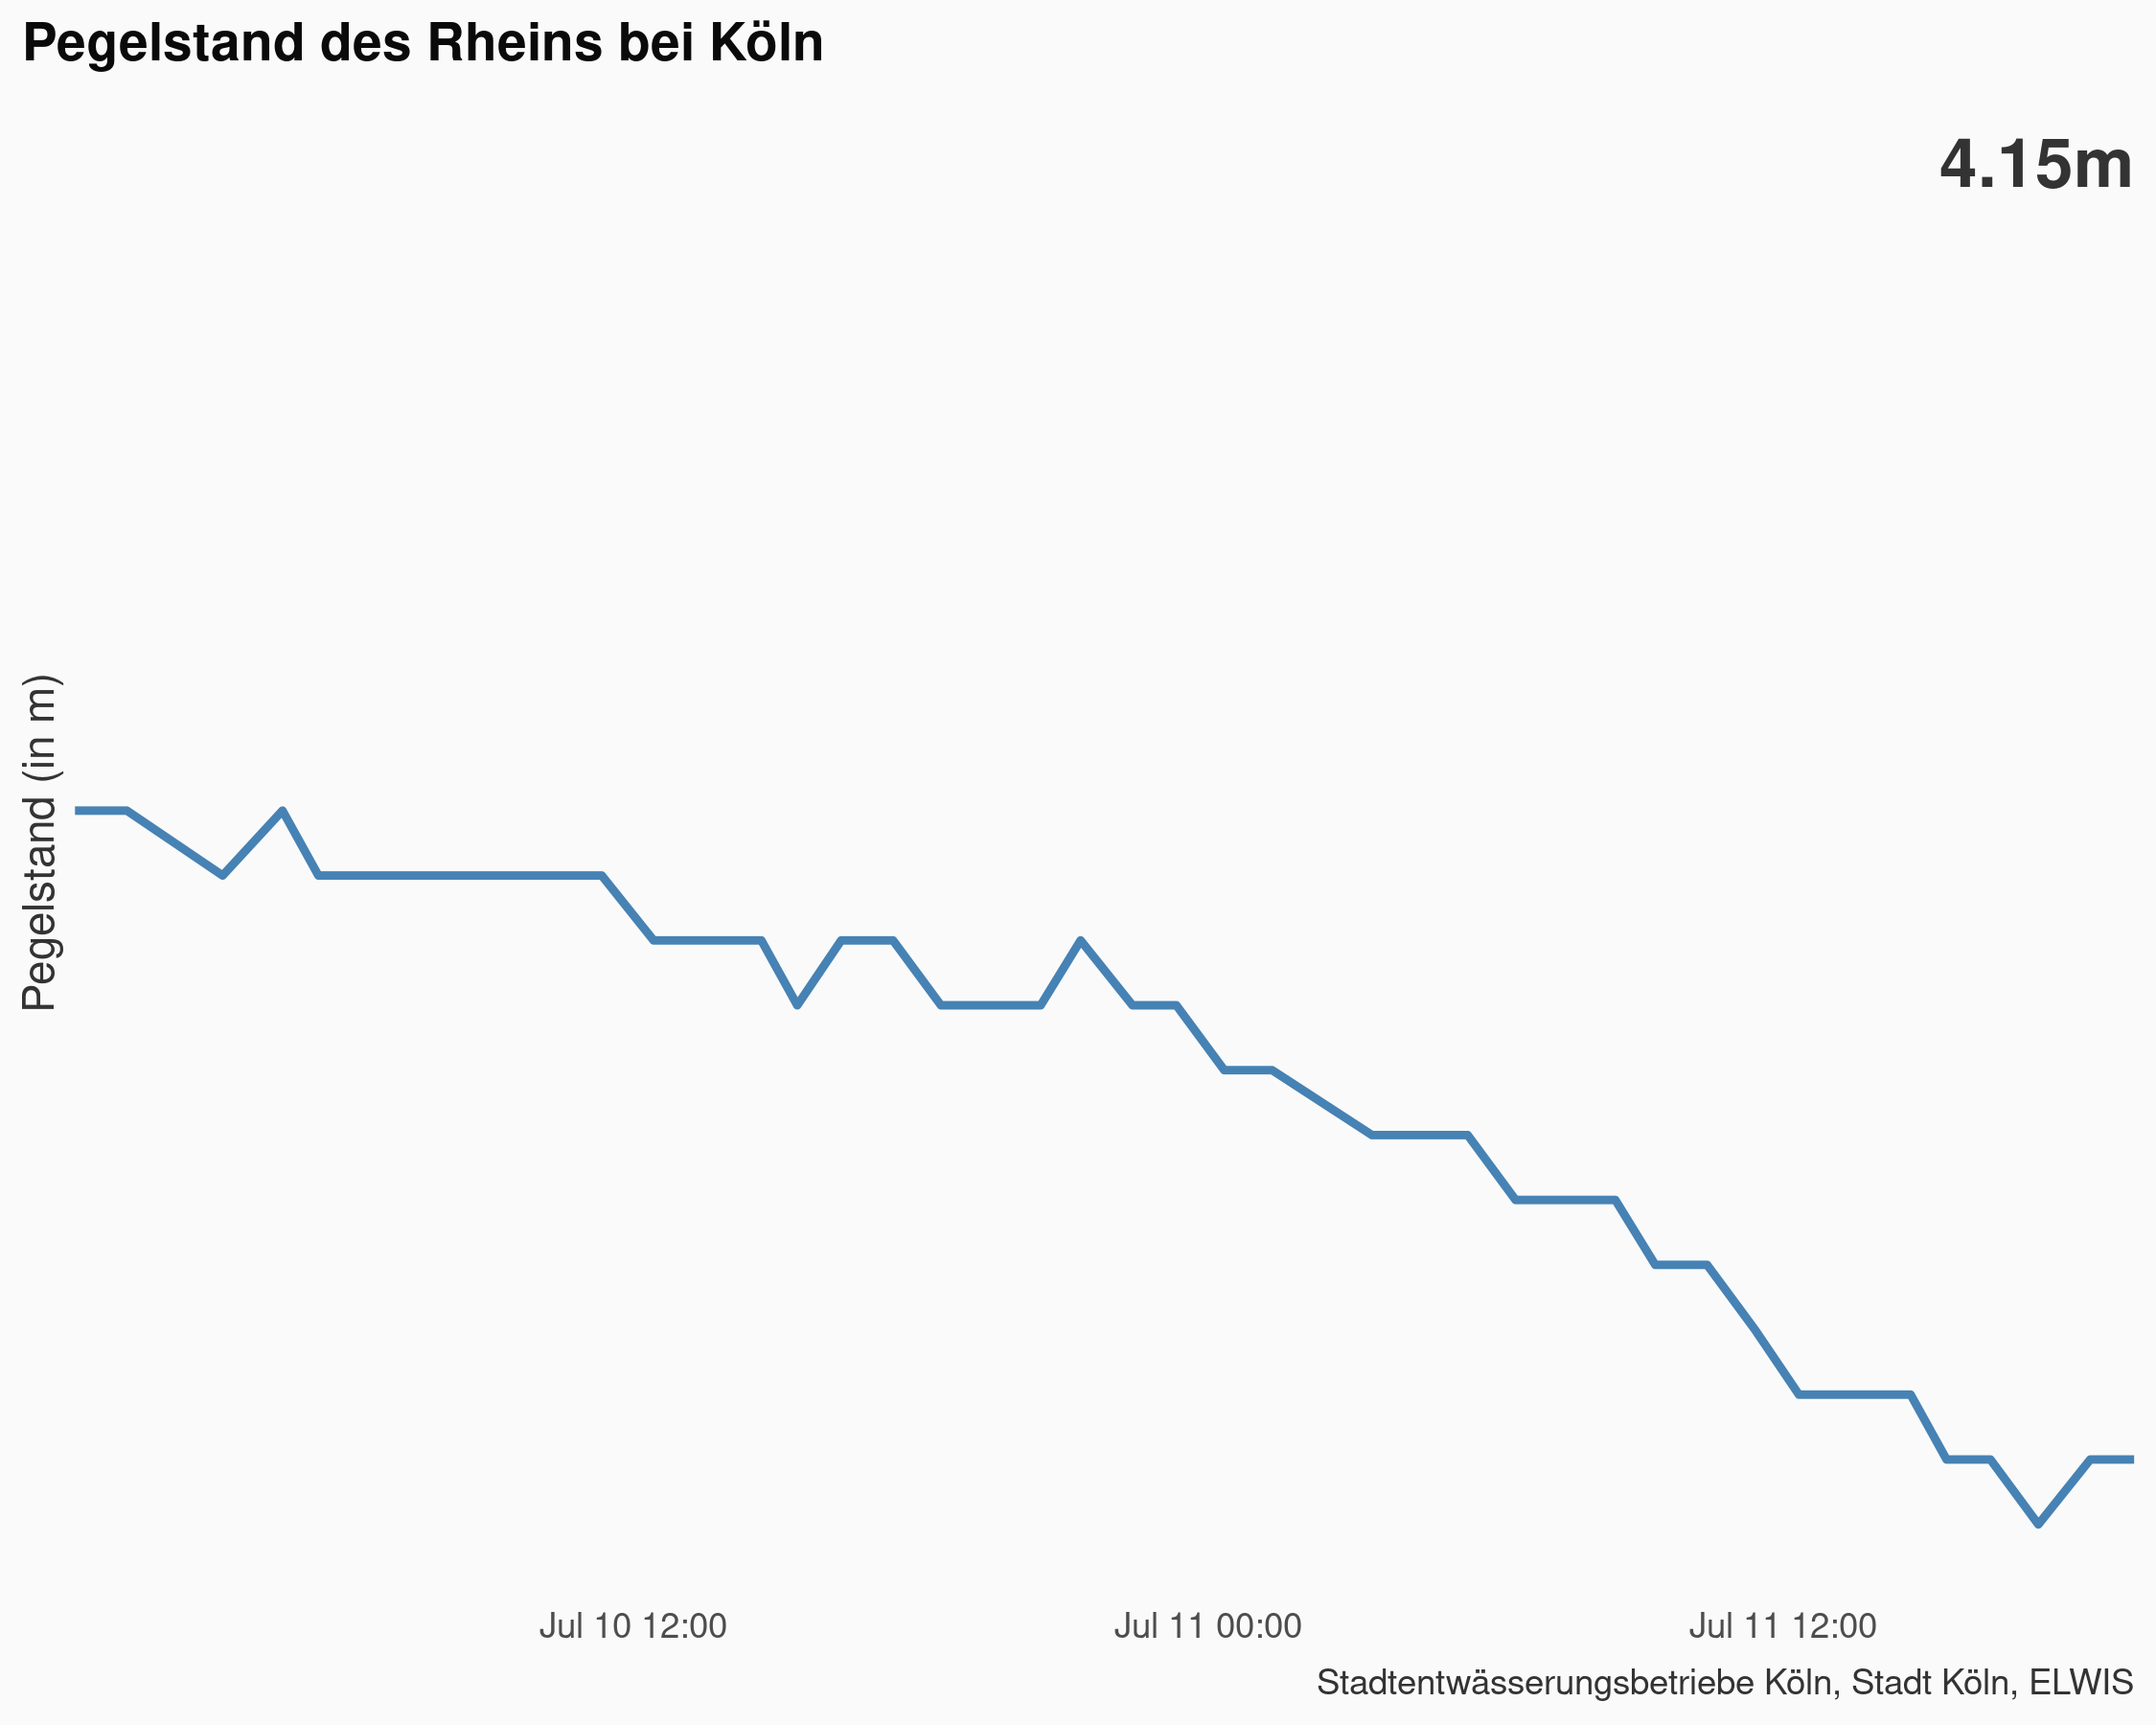 Pegelstand des Rheins bei Köln
4.15m
Pegelstand (in m)
Jul 10 12:00 Jul 11 00:00 Jul 11 12:00
Stadtentwässerungsbetriebe Köln, Stadt Köln, ELWIS